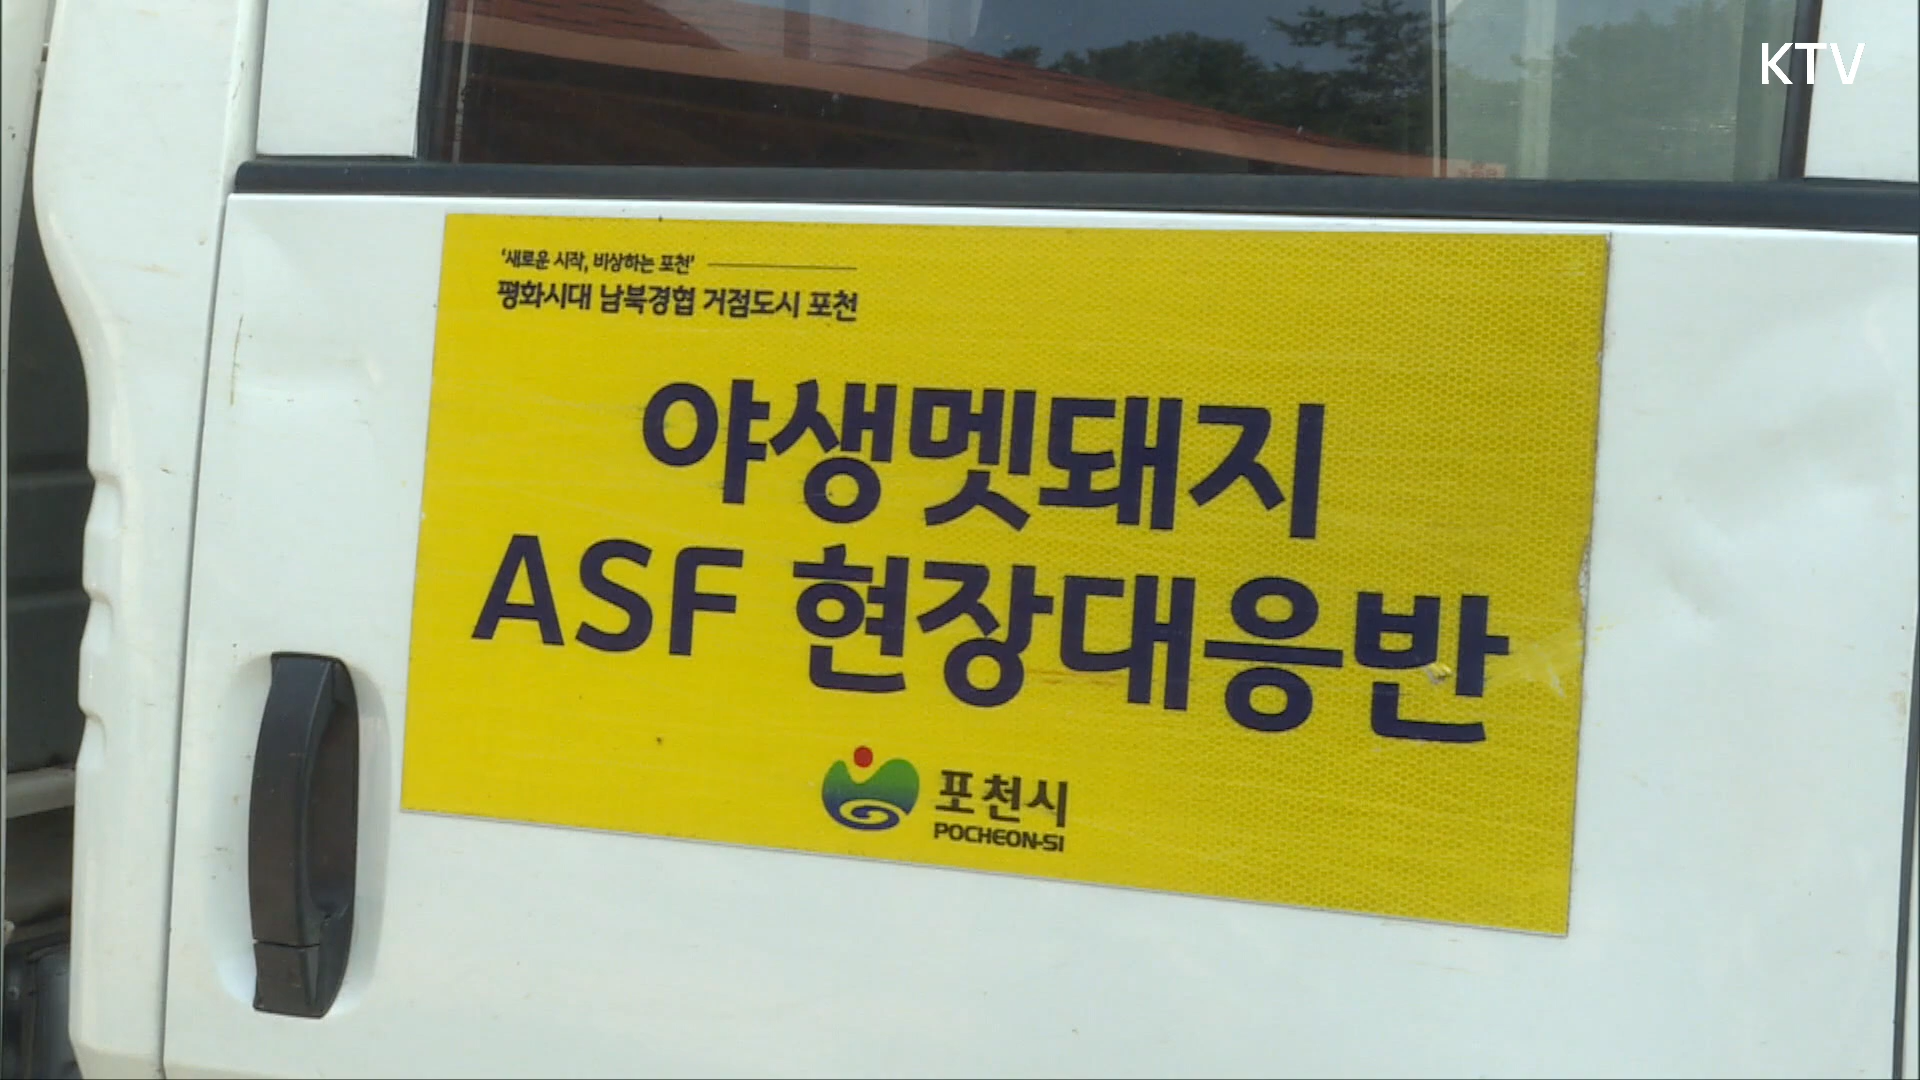 KTV
'새로운 시작, 비상하는 포천'
평화시대 남북경협 거점도시 포천
야생멧돼지
ASF 현장대응반
포천시
POCHEON-SI